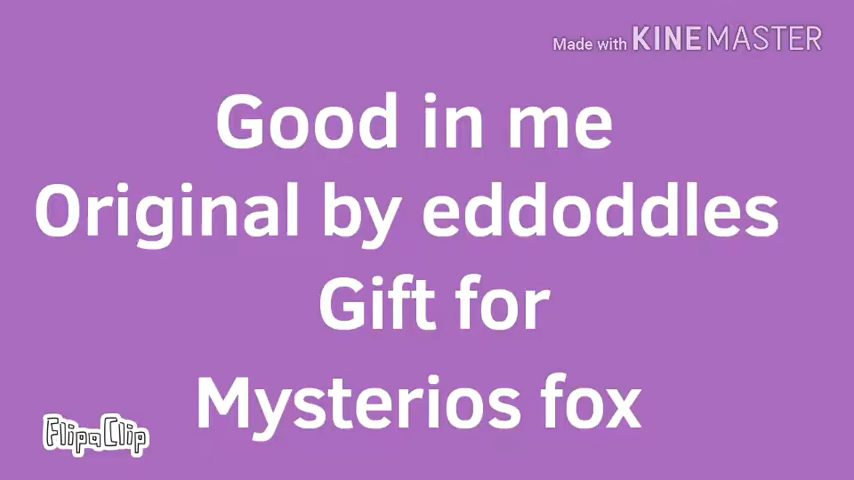 Made with KINEMASTER
Good in me
Original by eddoddles
Gift for
Mysterios fox
FlipaClip